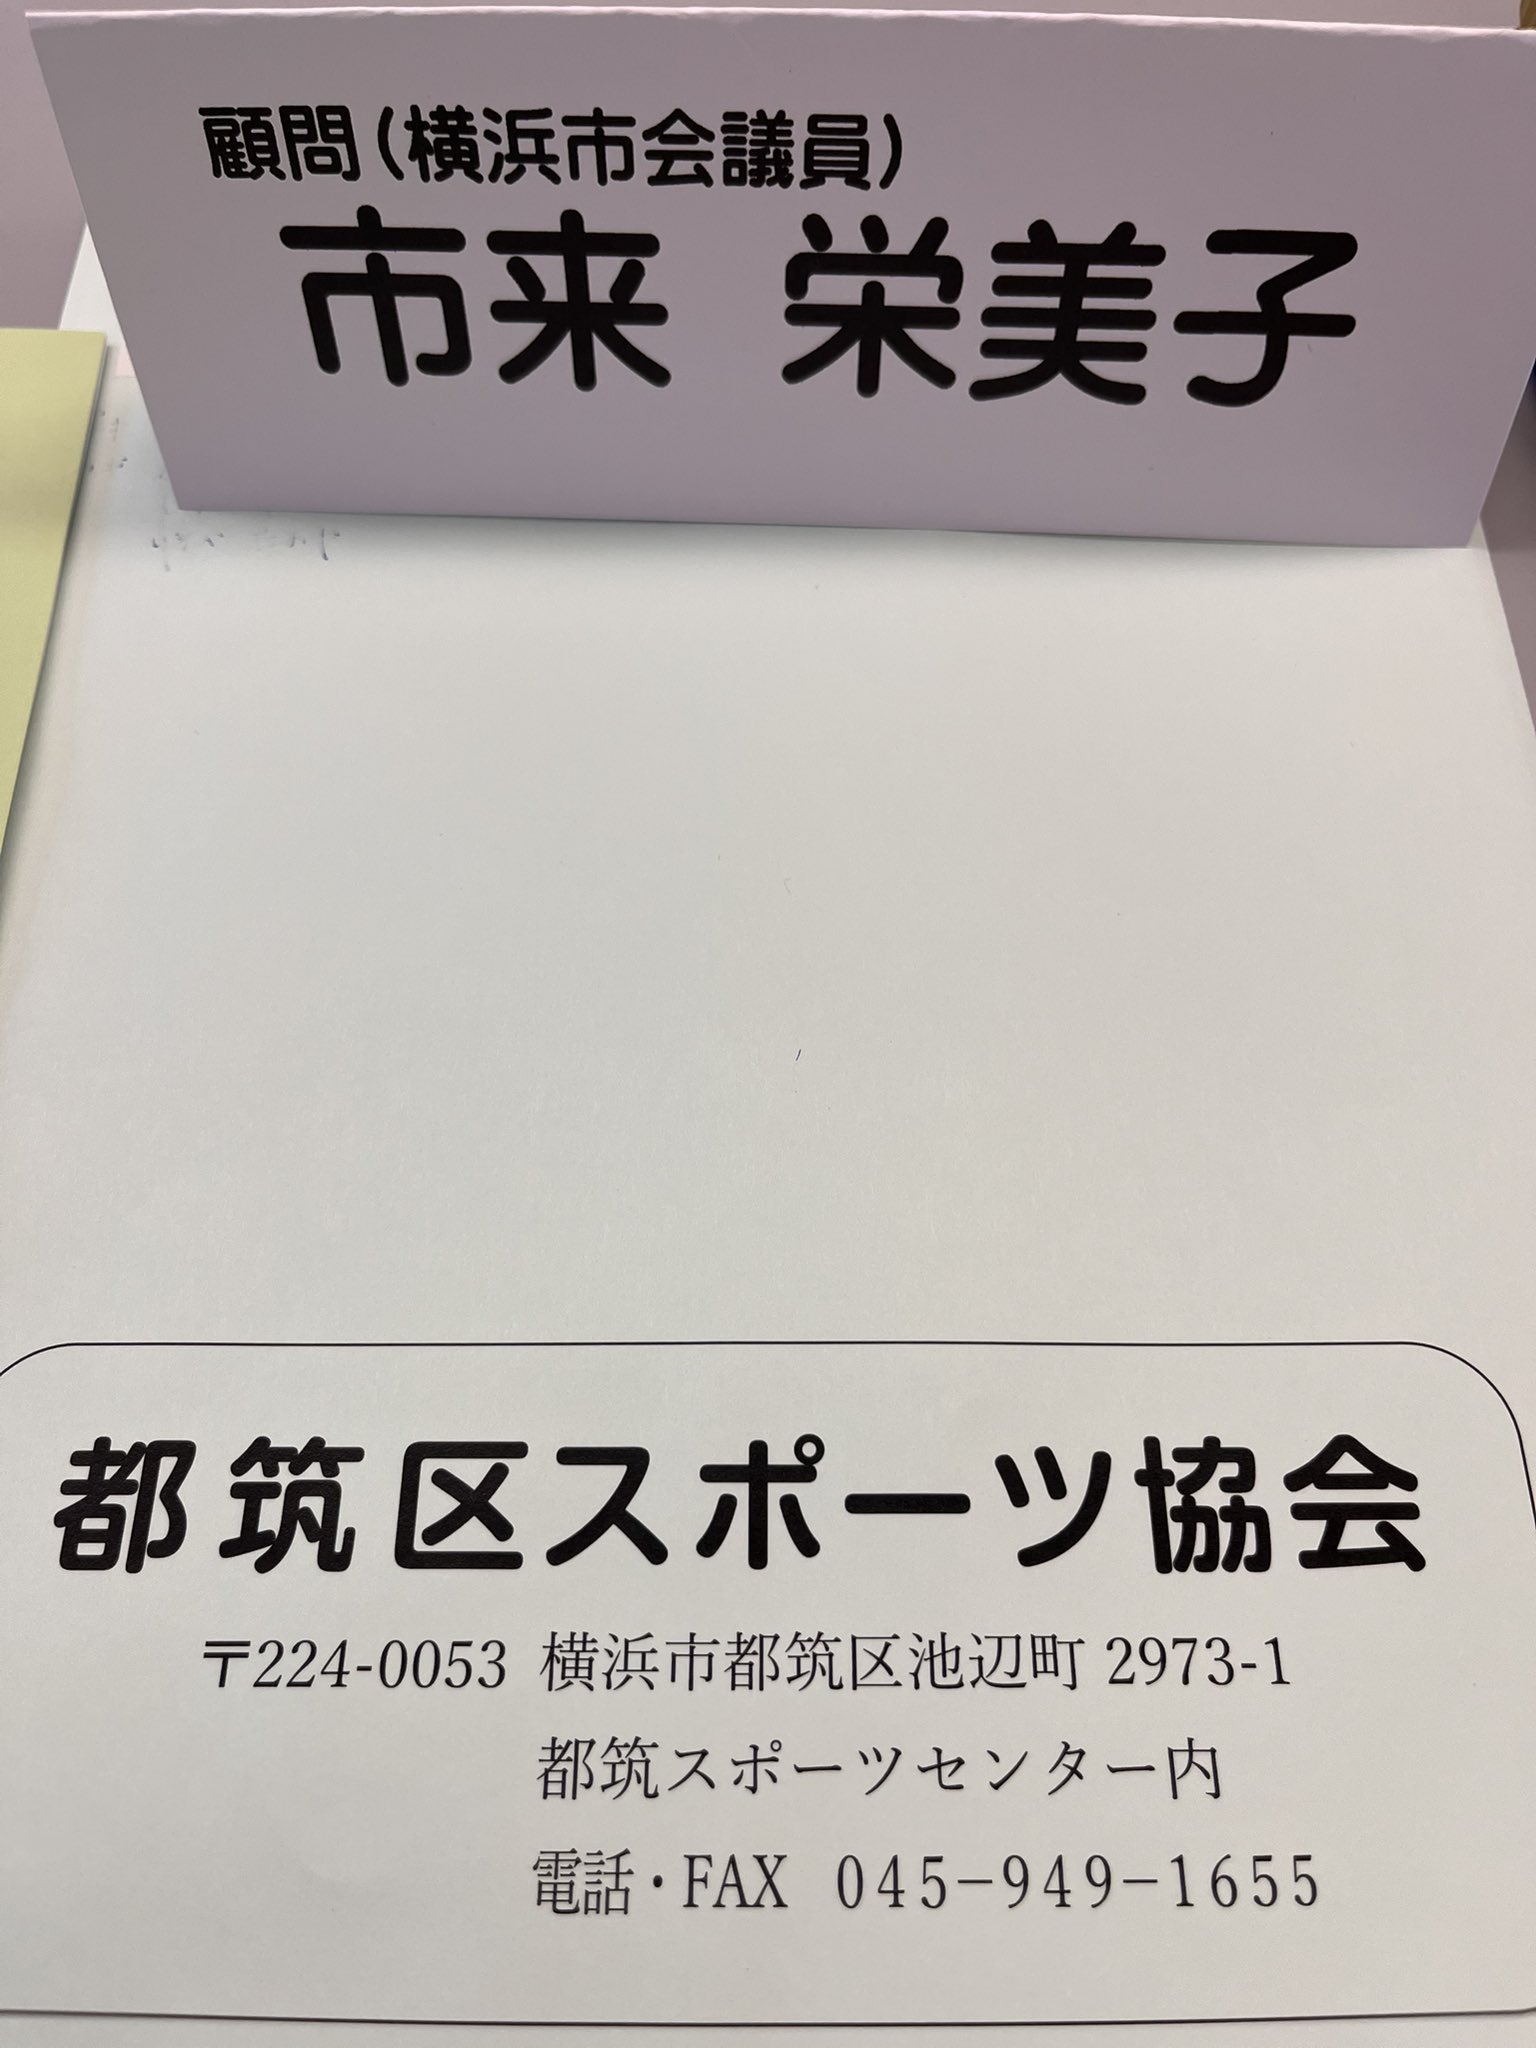 顧問(横浜市会議員)
市来 栄美子
都筑区スポーツ協会
〒224-0053 横浜市都筑区池辺町 2973-1
都筑スポーツセンター内
電話・FAX 045-949-1655